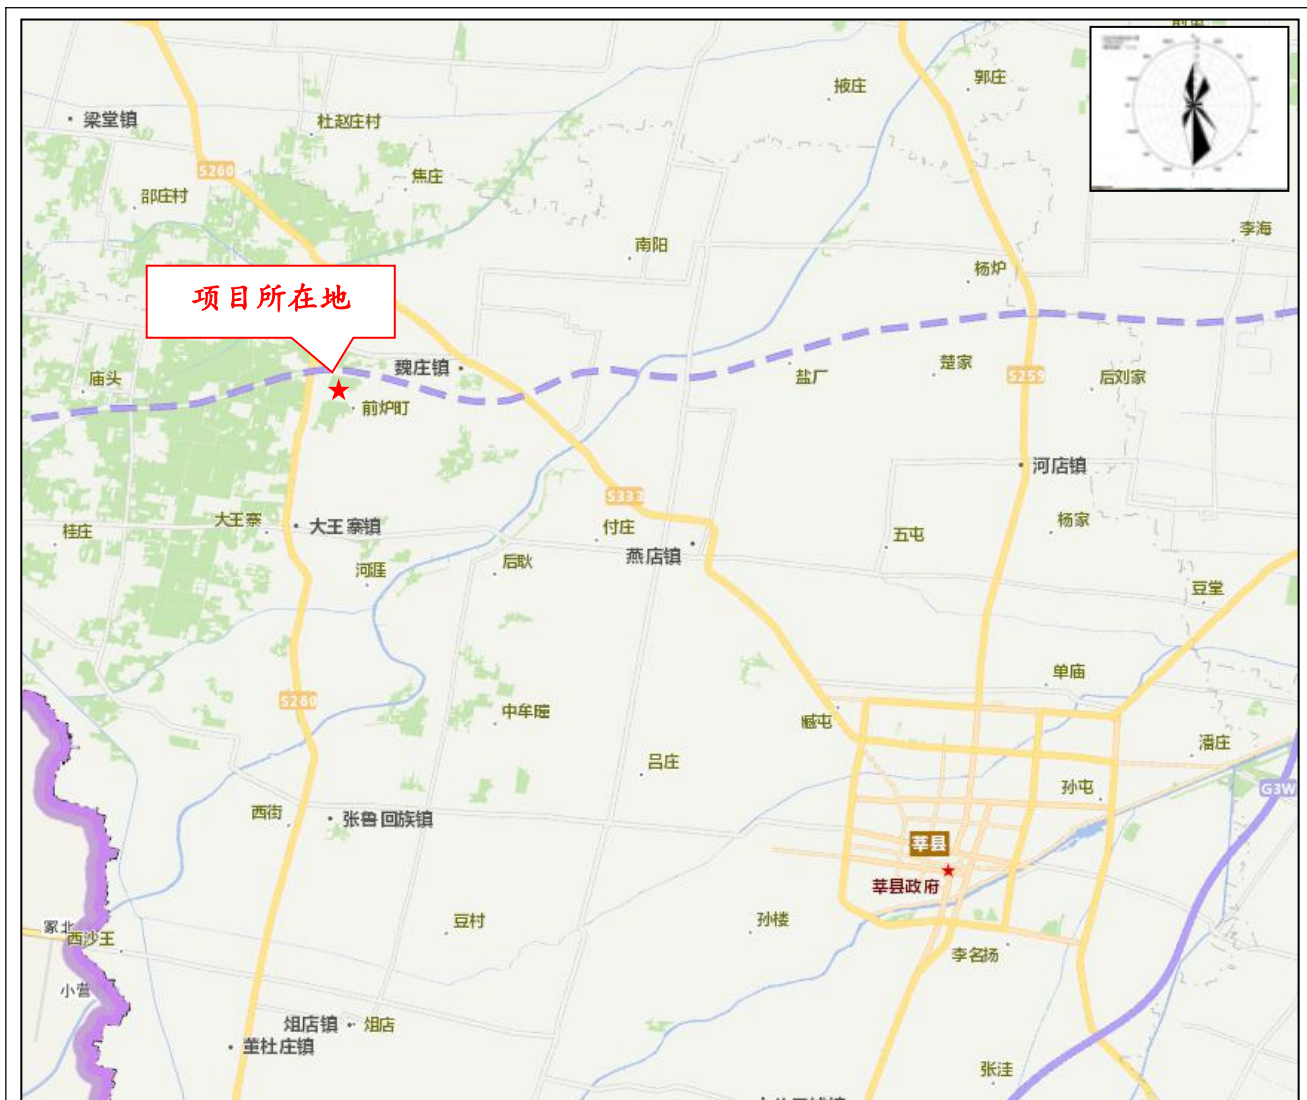 掖庄
郭庄
梁堂镇
杜赵庄村
S260
焦庄
邵庄村
李海
南阳
杨炉
项目所在地
魏庄镇
楚家
S259
盐厂
后刘家
庙头
前炉町
河店镇
S333
大王寨
大王寨镇
付庄
杨家
桂庄
五屯
燕店镇
后耿
河涯
豆堂
单庙
S260
中牟疃
臧屯
潘庄
吕庄
孙屯
G3W
西街
张鲁回族镇
莘县
莘县政府
冢北
豆村
孙楼
西沙王
李名扬
小营
俎店镇
俎店
董杜庄镇
张洼